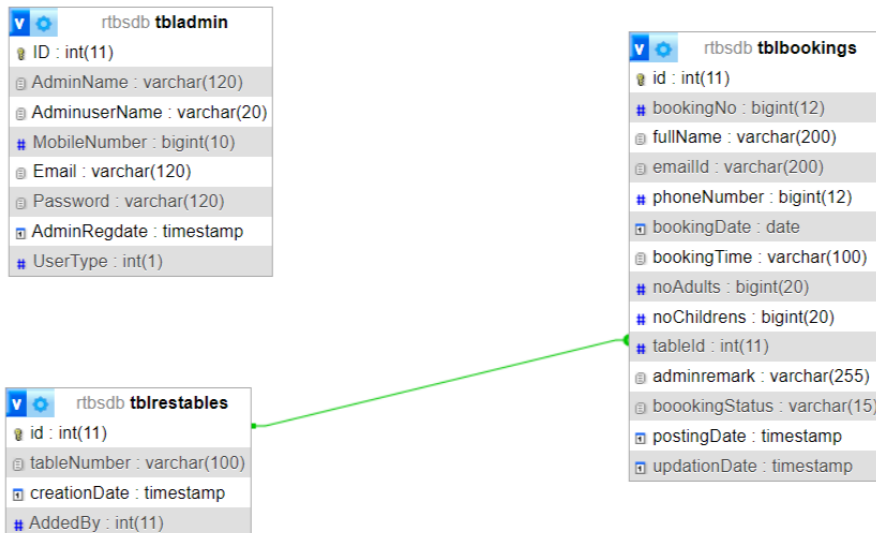 rtbsdb tbladmin
ID : int(11)
AdminName : varchar(120)
AdminuserName : varchar(20)
MobileNumber : bigint(10)
Email : varchar(120)
Password : varchar(120)
AdminRegdate : timestamp
UserType : int(1)
rtbsdb tblbookings
id : int(11)
bookingNo : bigint(12)
fullName : varchar(200)
emailId : varchar(200)
phoneNumber : bigint(12)
bookingDate : date
bookingTime : varchar(100)
noAdults : bigint(20)
noChildrens : bigint(20)
tableId : int(11)
adminremark : varchar(255)
boookingStatus : varchar(15)
postingDate : timestamp
updationDate : timestamp
rtbsdb tblrestables
id : int(11)
tableNumber : varchar(100)
creationDate : timestamp
AddedBy : int(11)